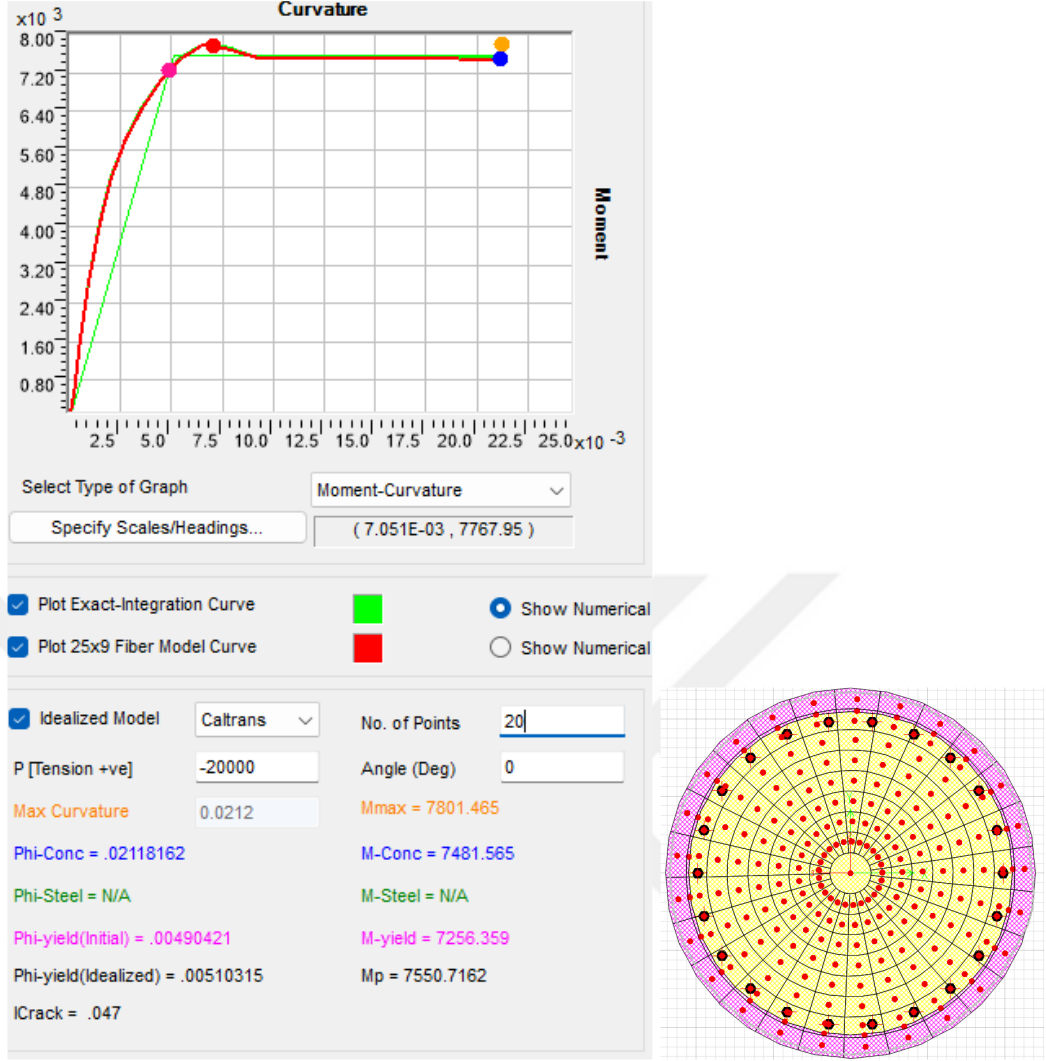 Curvature
x10 3
8.00
7.20
6.40
5.60
4.80
4.00
3.20
2.40
1.60
0.80
Moment
2.5 5.0 7.5 10.0 12.5 15.0 17.5 20.0 22.5 25.0 x10 -3
Select Type of Graph Moment-Curvature
Specify Scales/Headings... ( 7.051E-03 , 7767.95 )
Plot Exact-Integration Curve Show Numerical
Plot 25x9 Fiber Model Curve Show Numerical
Idealized Model Caltrans No. of Points 20
P [Tension +ve] -20000 Angle (Deg) 0
Max Curvature 0.0212 Mmax = 7801.465
Phi-Conc = .02118162 M-Conc = 7481.565
Phi-Steel = N/A M-Steel = N/A
Phi-yield(Initial) = .00490421 M-yield = 7256.359
Phi-yield(Idealized) = .00510315 Mp = 7550.7162
ICrack = .047